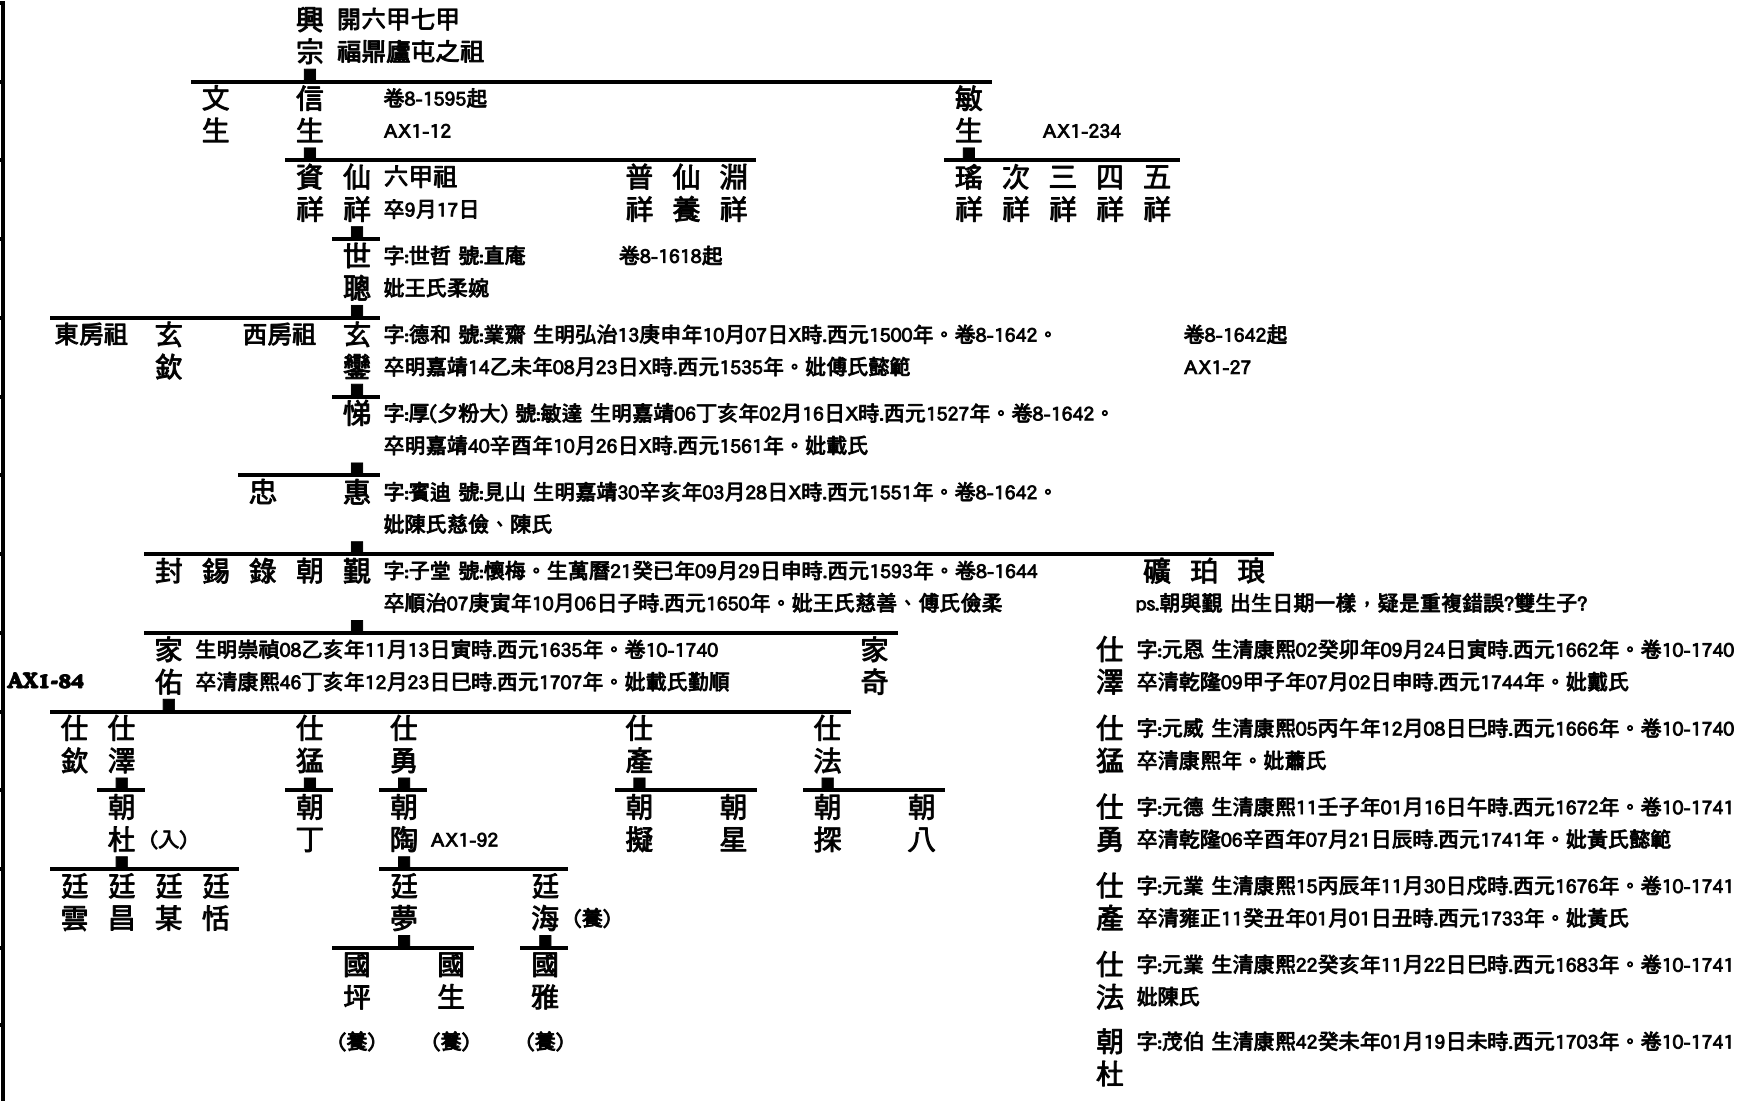 興宗 開六甲七甲
福鼎廬屯之祖
文生 信生 卷8-1595起 敏生
AX1-12 AX1-234
資祥 仙祥 六甲祖 普祥 仙養 淵祥 瑤祥 次祥 三祥 四祥 五祥
卒9月17日
世聰 字:世哲 號:直庵 卷8-1618起
妣王氏柔婉
東房祖 玄欽 西房祖 玄鑾 字:德和 號:業齋 生明弘治13庚申年10月07日X時.西元1500年。卷8-1642。 卷8-1642起
卒明嘉靖14乙未年08月23日X時.西元1535年。妣傅氏懿範 AX1-27
悌 字:厚(夕粉大) 號:敏達 生明嘉靖06丁亥年02月16日X時.西元1527年。卷8-1642。
卒明嘉靖40辛酉年10月26日X時.西元1561年。妣載氏
忠 惠 字:賓迪 號:見山 生明嘉靖30辛亥年03月28日X時.西元1551年。卷8-1642。
妣陳氏慈儉、陳氏
封 錫 錄 朝 觀 字:子堂 號:懷梅。生萬曆21癸已年09月29日申時.西元1593年。卷8-1644 礦 珀 琅
卒順治07庚寅年10月06日子時.西元1650年。妣王氏慈善、傅氏儉柔 ps.朝與觀 出生日期一樣，疑是重複錯誤?雙生子?
家佑 生明崇禎08乙亥年11月13日寅時.西元1635年。卷10-1740 家奇
AX1-84 卒清康熙46丁亥年12月23日巳時.西元1707年。妣載氏勤順
仕欽 仕澤 仕猛 仕勇 仕產 仕法
朝杜 (入) 朝丁 朝陶 AX1-92 朝擬 朝星 朝探 朝八
廷雲 廷昌 廷某 廷恬 廷夢 廷海 (養)
國坪 國生 國雅
(養) (養) (養)
仕澤 字:元恩 生清康熙02癸卯年09月24日寅時.西元1662年。卷10-1740
卒清乾隆09甲子年07月02日申時.西元1744年。妣戴氏
仕猛 字:元威 生清康熙05丙午年12月08日巳時.西元1666年。卷10-1740
卒清康熙年。妣蕭氏
仕勇 字:元德 生清康熙11壬子年01月16日午時.西元1672年。卷10-1741
卒清乾隆06辛酉年07月21日辰時.西元1741年。妣黃氏懿範
仕產 字:元業 生清康熙15丙辰年11月30日戍時.西元1676年。卷10-1741
卒清雍正11癸丑年01月01日丑時.西元1733年。妣黃氏
仕法 字:元業 生清康熙22癸亥年11月22日巳時.西元1683年。卷10-1741
妣陳氏
朝杜 字:茂伯 生清康熙42癸未年01月19日未時.西元1703年。卷10-1741